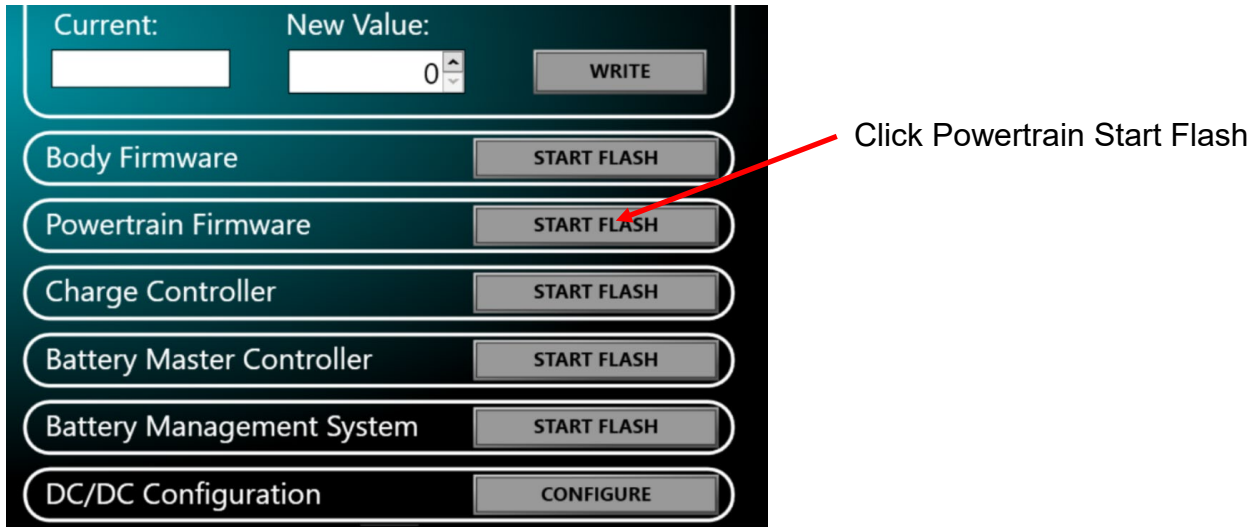 Current: New Value:
0 WRITE
Body Firmware START FLASH
Click Powertrain Start Flash
Powertrain Firmware START FLASH
Charge Controller START FLASH
Battery Master Controller START FLASH
Battery Management System START FLASH
DC/DC Configuration CONFIGURE